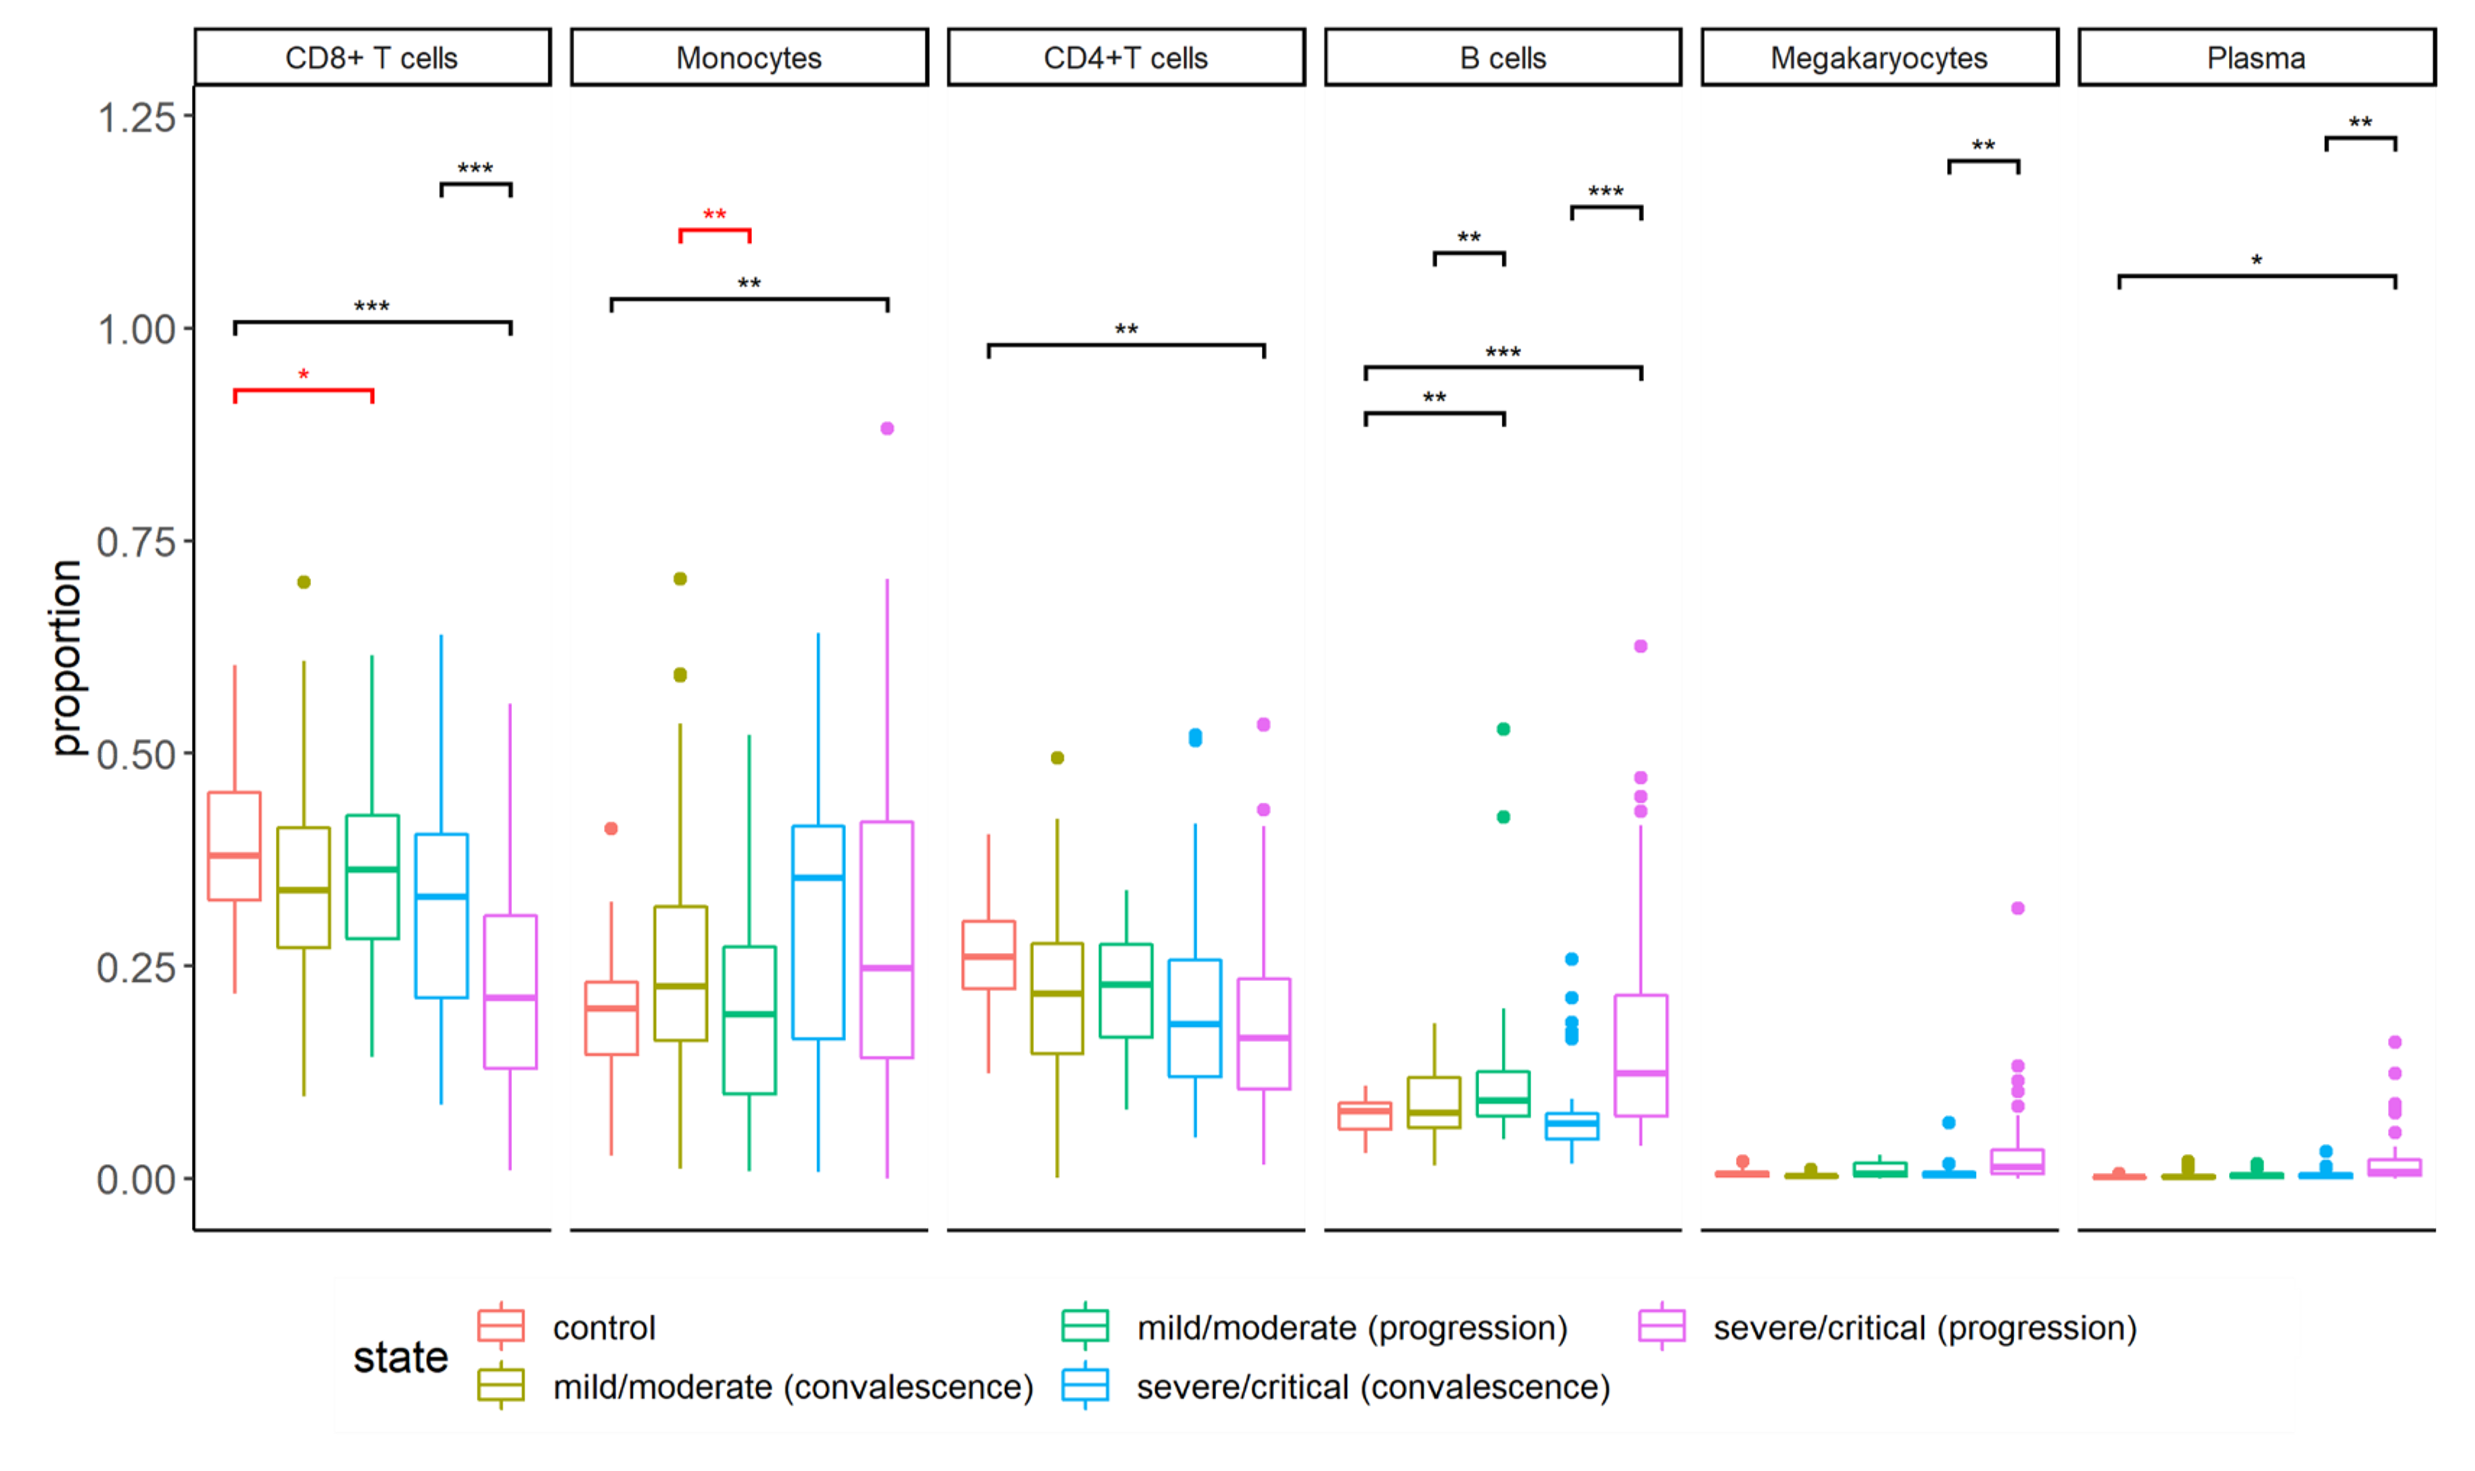 CD8+ T cells Monocytes CD4+T cells B cells Megakaryocytes Plasma
1.25
**
**
***
***
**
**
*
**
***
1.00
**
***
*
**
0.75
proportion
0.50
0.25
0.00
state
control
mild/moderate (progression)
severe/critical (progression)
mild/moderate (convalescence)
severe/critical (convalescence)